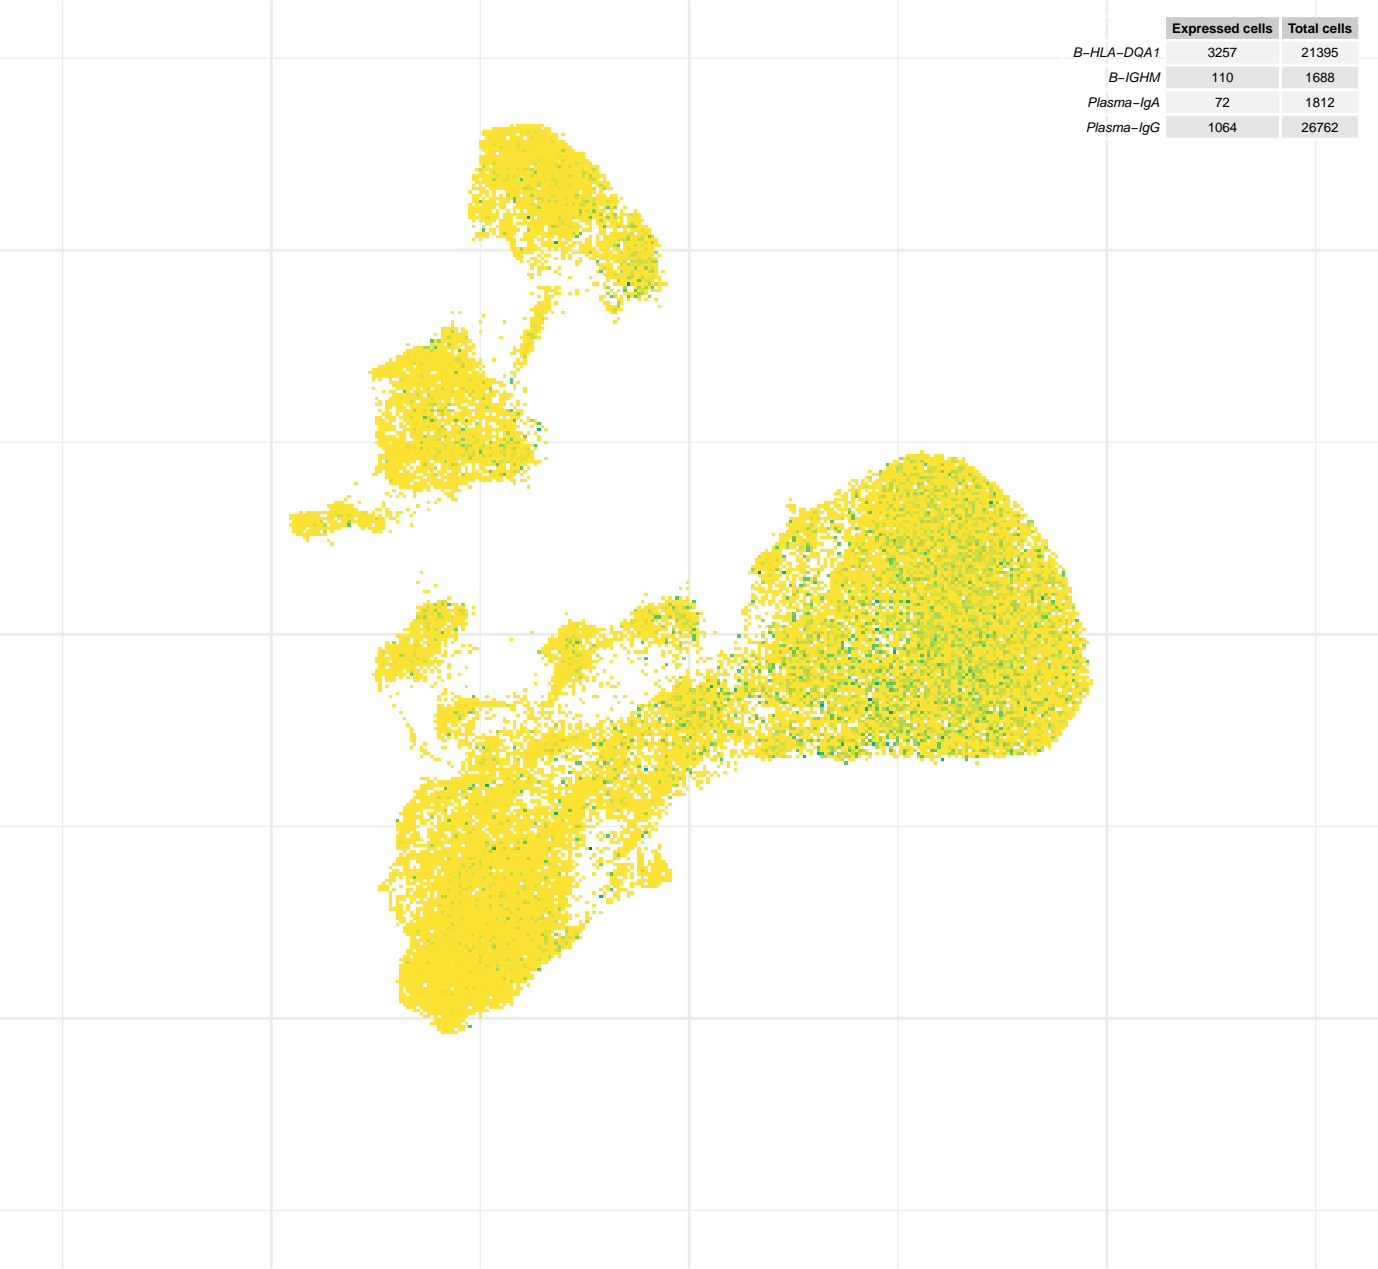 Expressed cells Total cells
B−HLA−DQA1 3257 21395
B−IGHM 110 1688
Plasma−IgA 72 1812
Plasma−IgG 1064 26762